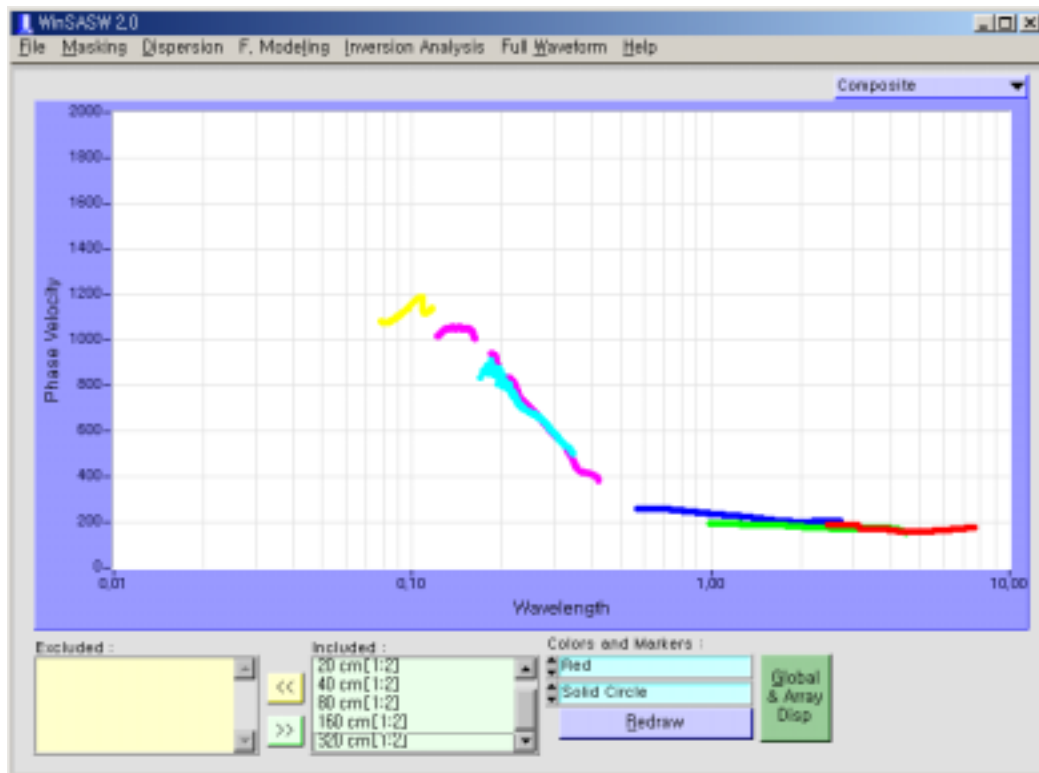 WinSASW 2.0
File Masking Dispersion F. Modeling Inversion Analysis Full Waveform Help
Composite
2000
1800
1600
1400
1200
1000
800
600
400
200
0
Phase Velocity
0,01 0,10 1,00 10,00
Wavelength
Excluded :
<<
>>
Included :
20 cm[1:2]
40 cm[1:2]
80 cm[1:2]
160 cm[1:2]
320 cm[1:2]
Colors and Markers :
Red
Solid Circle
Redraw
Global
& Array
Disp